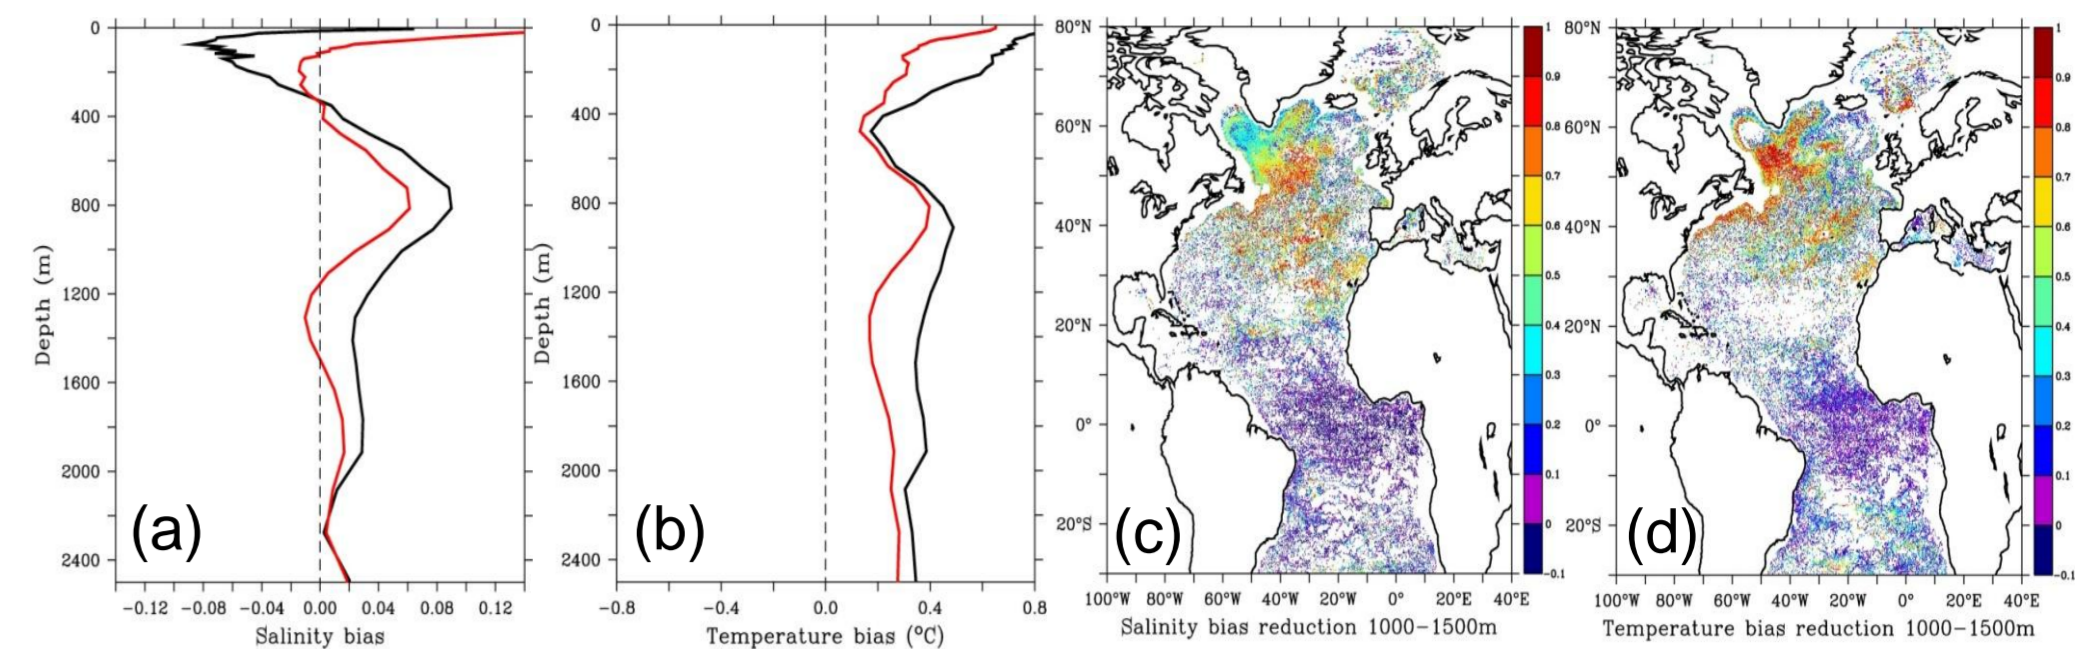 0
400
800
1200
1600
2000
2400
Depth (m)
(a)
−0.12 −0.08 −0.04 0.00 0.04 0.08 0.12
Salinity bias
0
400
800
1200
1600
2000
2400
Depth (m)
(b)
−0.8 −0.4 0.0 0.4 0.8
Temperature bias (°C)
80°N
60°N
40°N
20°N
0°
20°S
(c)
100°W 80°W 60°W 40°W 20°W 0° 20°E 40°E
Salinity bias reduction 1000−1500m
1
0.9
0.8
0.7
0.6
0.5
0.4
0.3
0.2
0.1
0
−0.1
80°N
60°N
40°N
20°N
0°
20°S
(d)
100°W 80°W 60°W 40°W 20°W 0° 20°E 40°E
Temperature bias reduction 1000−1500m
1
0.9
0.8
0.7
0.6
0.5
0.4
0.3
0.2
0.1
0
−0.1